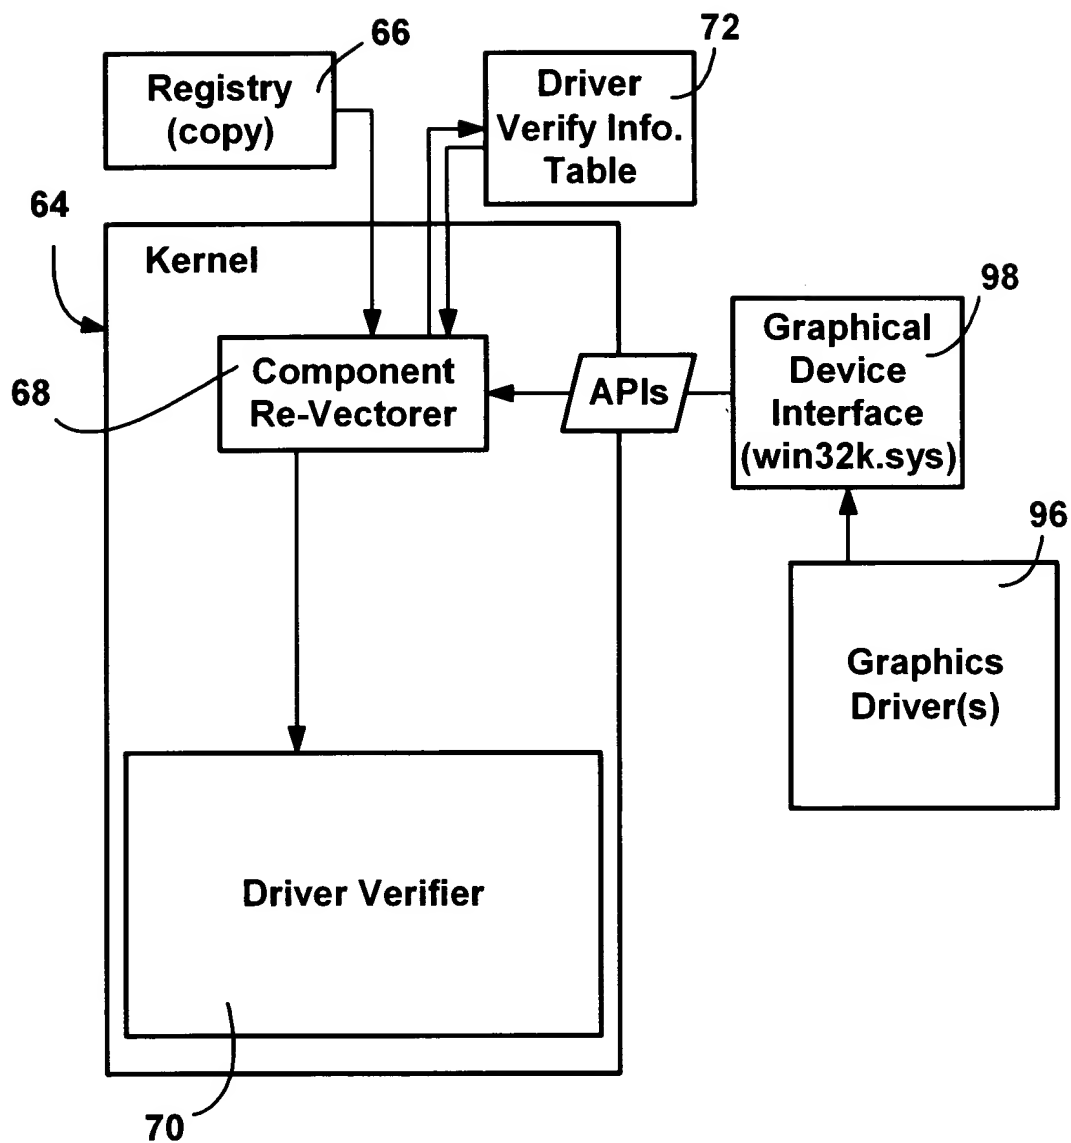 66
72
Registry
(copy)
Driver
Verify Info.
Table
64
Kernel
98
Graphical
Device
Interface
(win32k.sys)
68
Component
Re-Vectorer
APIs
96
Graphics
Driver(s)
Driver Verifier
70